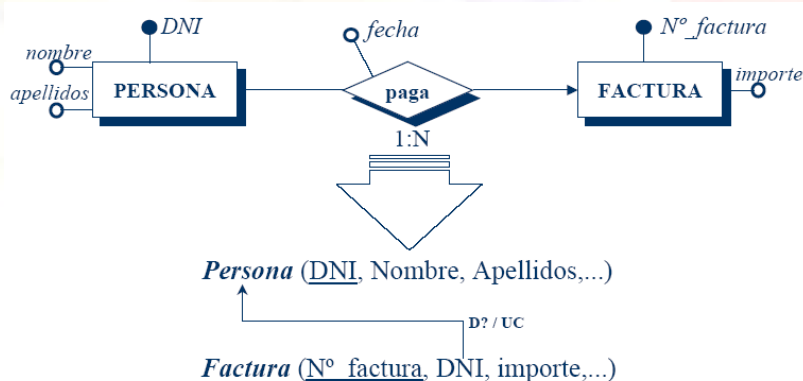 DNI
fecha
Nº_factura
nombre
importe
apellidos
PERSONA
paga
FACTURA
1:N
Persona (DNI, Nombre, Apellidos,...)
D? / UC
Factura (Nº_factura, DNI, importe,...)